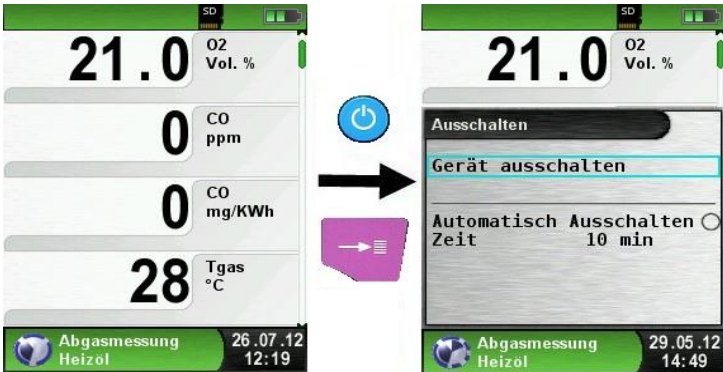 SD
21.0 O2
Vol. %
0 CO
ppm
0 CO
mg/KWh
28 Tgas
°C
Abgasmessung
Heizöl
26.07.12
12:19
SD
21.0 O2
Vol. %
Ausschalten
Gerät ausschalten
Automatisch Ausschalten
Zeit 10 min
Abgasmessung
Heizöl
29.05.12
14:49